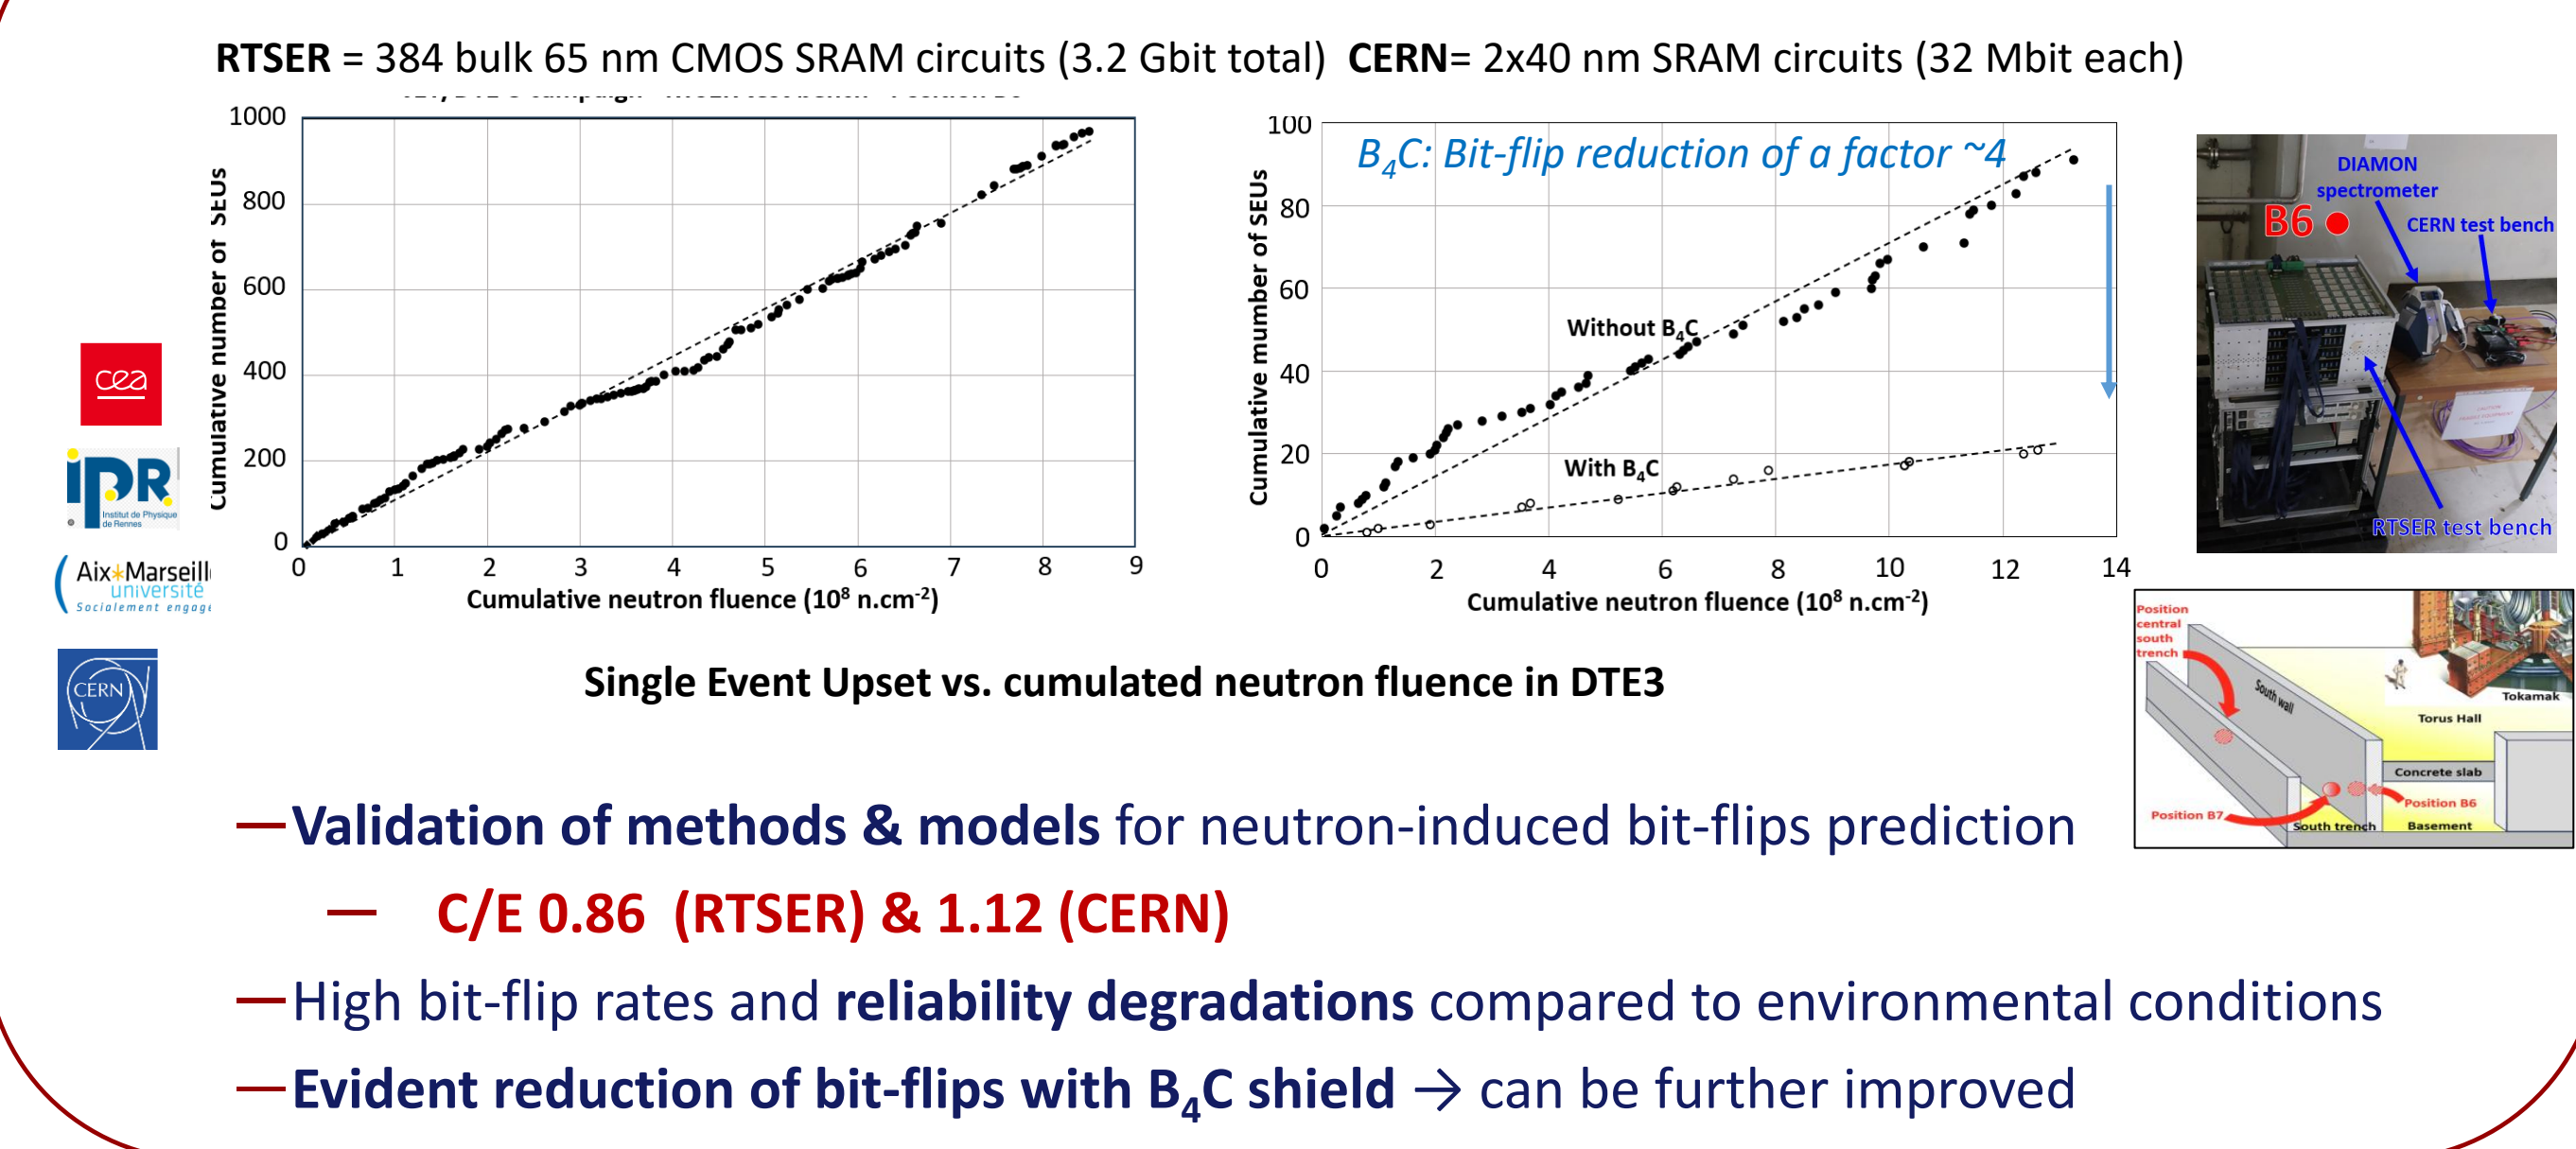 RTSER = 384 bulk 65 nm CMOS SRAM circuits (3.2 Gbit total) CERN= 2x40 nm SRAM circuits (32 Mbit each)
1000
800
600
400
200
0
Cumulative number of SEUs
0 1 2 3 4 5 6 7 8 9
Cumulative neutron fluence (10⁸ n.cm⁻²)
100
80
60
40
20
0
Cumulative mumber of SEUs
B₄C: Bit-flip reduction of a factor ~4
Without B₄C
With B₄C
0 2 4 6 8 10 12 14
Cumulative neutron fluence (10⁸ n.cm⁻²)
DIAMON
spectrometer
B6
CERN test bench
RTSER test bench
cea
iPR
Institut de Physique
de Rennes
Aix*Marseill
université
Socialement engagé
CERN
Position
central
south
trench
South wall
Tokamak
Torus Hall
Concrete slab
Position B6
Position B7
South trench
Basement
Single Event Upset vs. cumulated neutron fluence in DTE3
—Validation of methods & models for neutron-induced bit-flips prediction
— C/E 0.86 (RTSER) & 1.12 (CERN)
—High bit-flip rates and reliability degradations compared to environmental conditions
—Evident reduction of bit-flips with B₄C shield → can be further improved